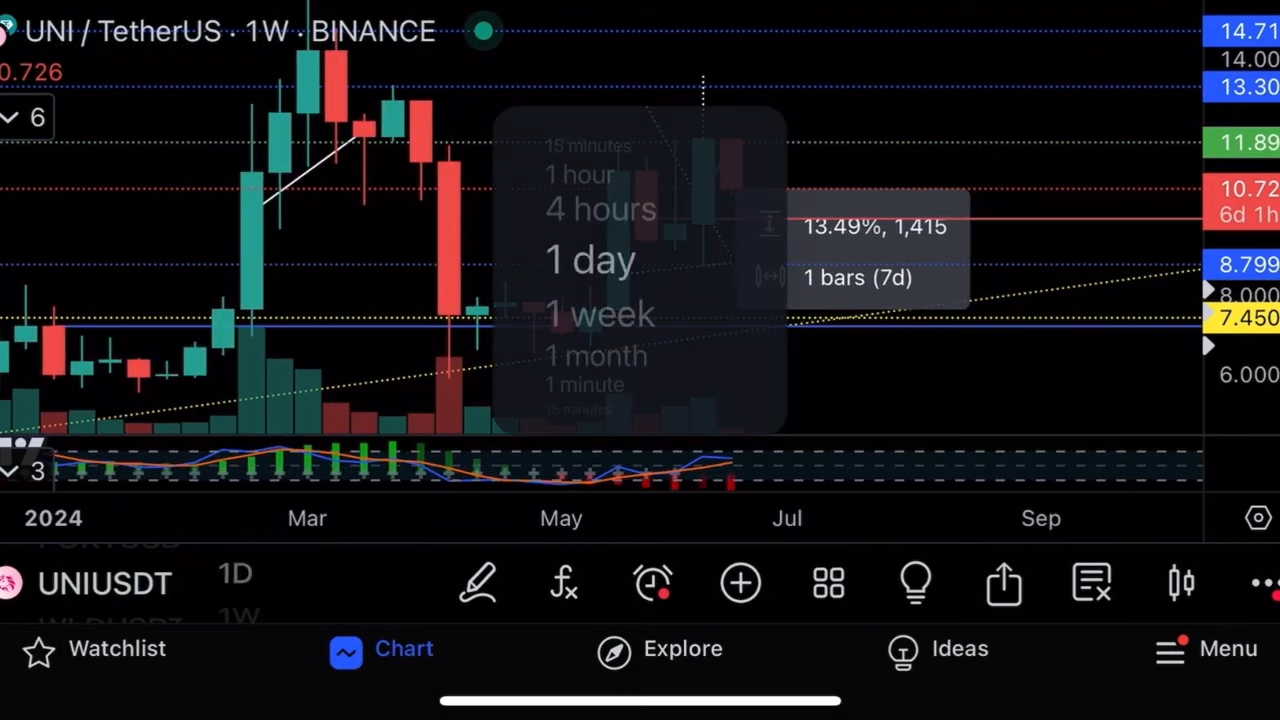 UNI / TetherUS · 1W · BINANCE
0.726
6
14.71
14.00
13.30
11.89
10.72
6d 1h
8.799
8.000
7.450
6.000
15 minutes
1 hour
4 hours
1 day
1 week
1 month
1 minute
15 minutes
13.49%, 1,415
1 bars (7d)
3
2024
Mar
May
Jul
Sep
UNIUSDT
1D
1W
Watchlist
Chart
Explore
Ideas
Menu